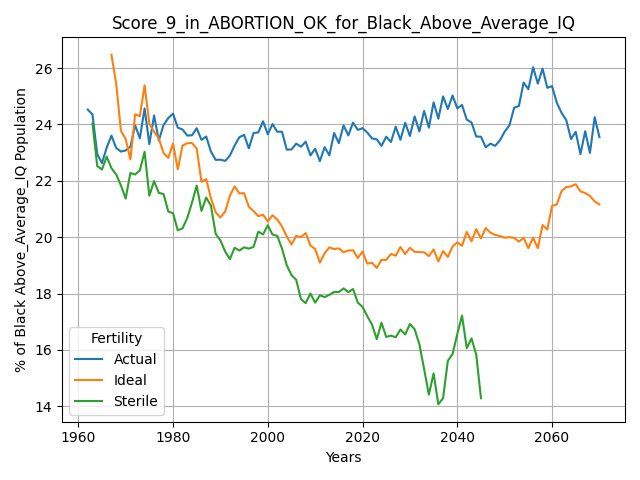 Score_9_in_ABORTION_OK_for_Black_Above_Average_IQ
% of Black Above_Average_IQ Population
26
24
22
20
18
16
14
Fertility
Actual
Ideal
Sterile
1960 1980 2000 2020 2040 2060
Years